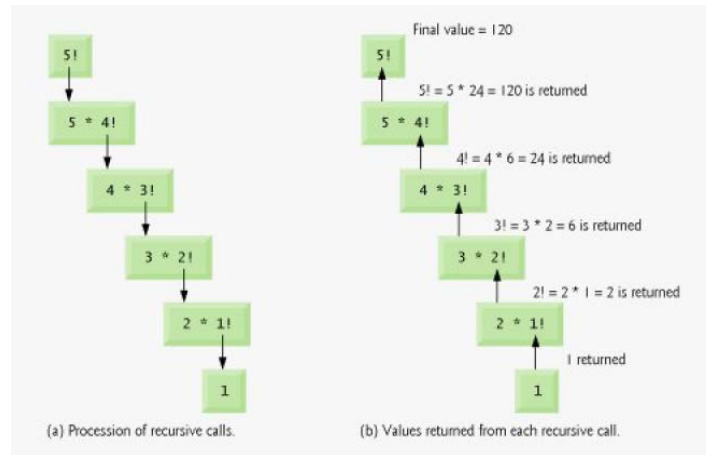 5!
5 * 4!
4 * 3!
3 * 2!
2 * 1!
1
(a) Procession of recursive calls.
Final value = 120
5!
5! = 5 * 24 = 120 is returned
5 * 4!
4! = 4 * 6 = 24 is returned
4 * 3!
3! = 3 * 2 = 6 is returned
3 * 2!
2! = 2 * 1 = 2 is returned
2 * 1!
1 returned
1
(b) Values returned from each recursive call.